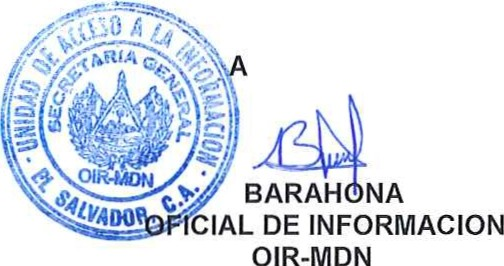 UNIDAD DE ACCESO A LA INFORMACION
SECRETARIA GENERAL
OIR-MDN
· EL SALVADOR, C.A. ·
A
BARAHONA
OFICIAL DE INFORMACION
OIR-MDN